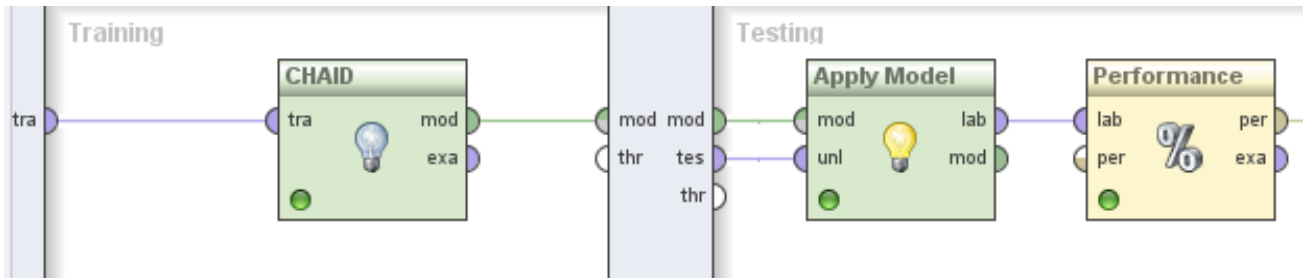 Training
Testing
CHAID
Apply Model
Performance
tra
tra
mod
mod
mod
mod
lab
lab
per
exa
thr
tes
unl
mod
per
exa
thr